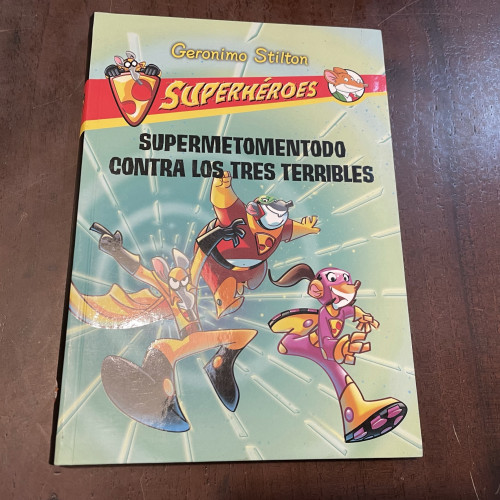 Geronimo Stilton
SUPERHÉROES
SUPERMETOMENTODO
CONTRA LOS TRES TERRIBLES